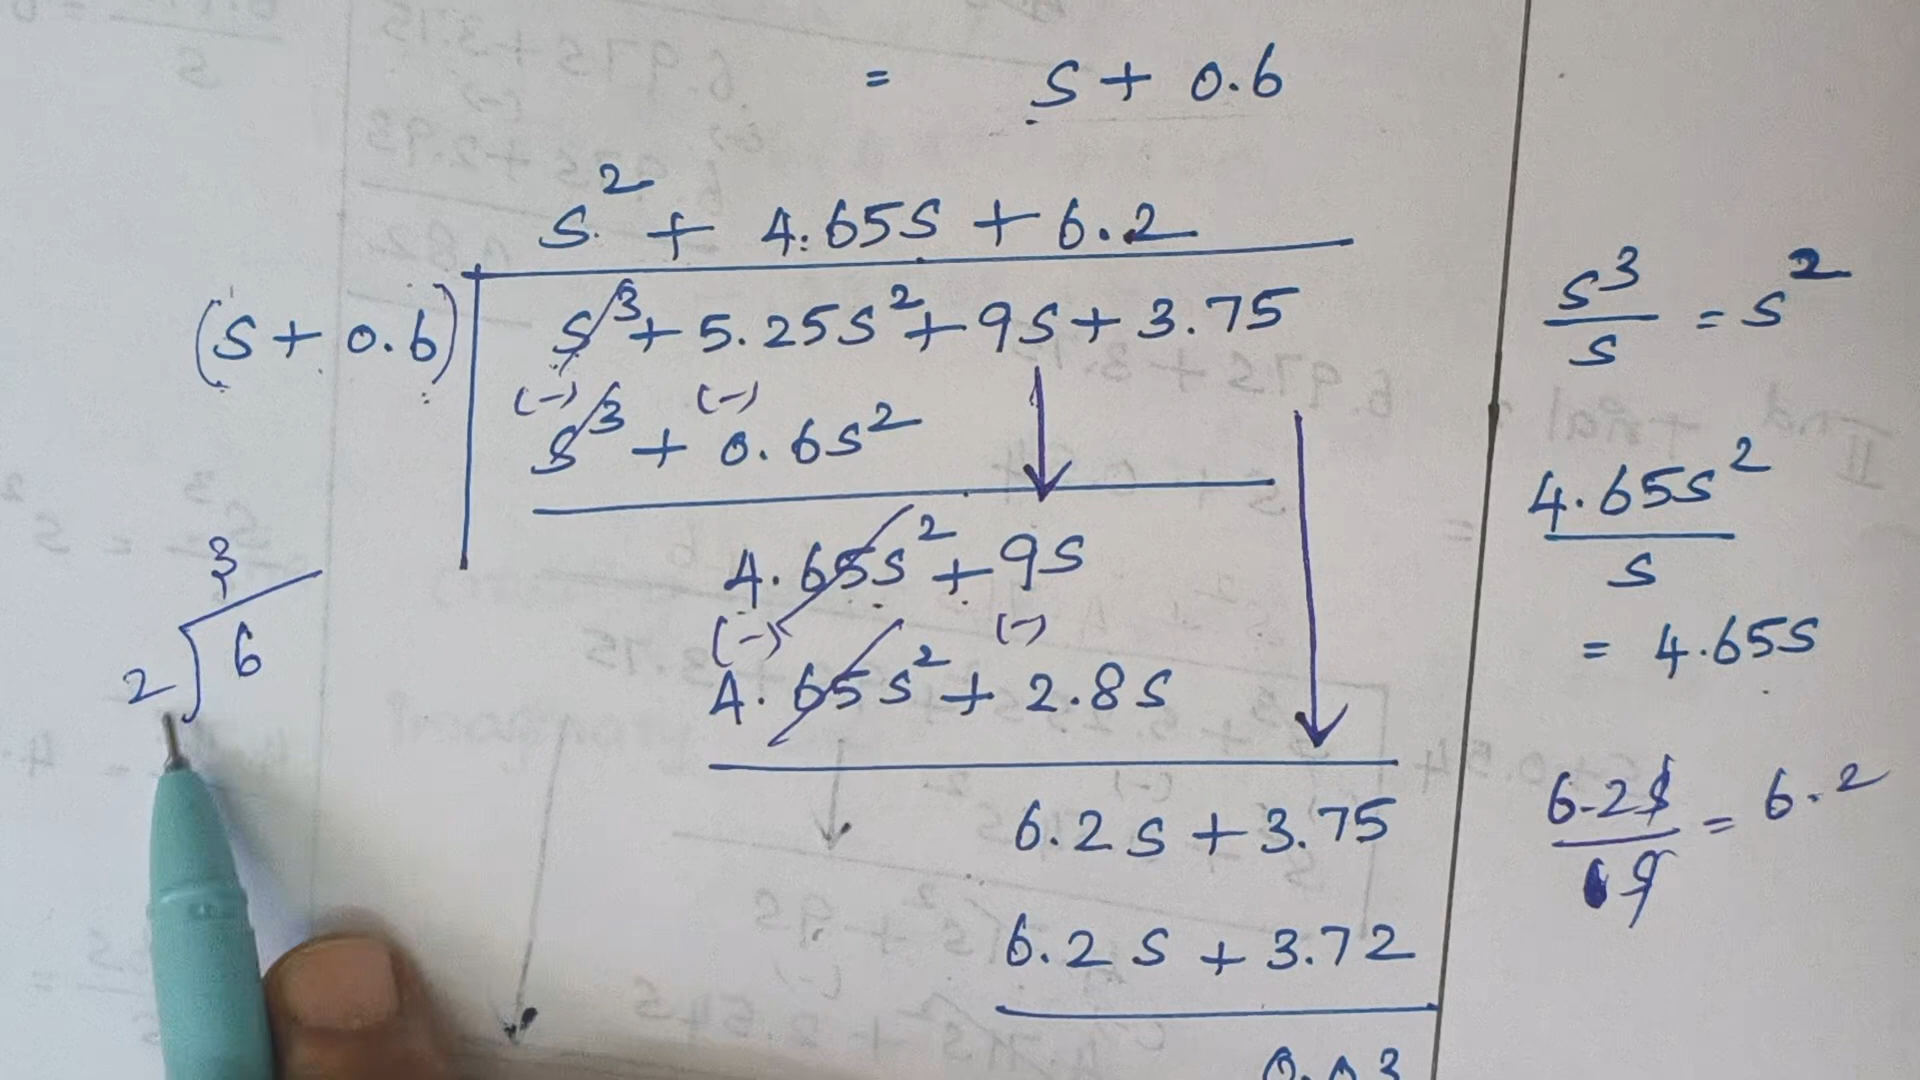 = s + 0.6
s² + 4.65s + 6.2
(s + 0.6) s³ + 5.25s² + 9s + 3.75
(-) (-)
s³ + 0.6s²
4.65s² + 9s
(-) (-)
4.65s² + 2.8s
6.2s + 3.75
6.2s + 3.72
0.03
3
2 6
s³/s = s²
4.65s²/s
= 4.65s
6.2s/s = 6.2